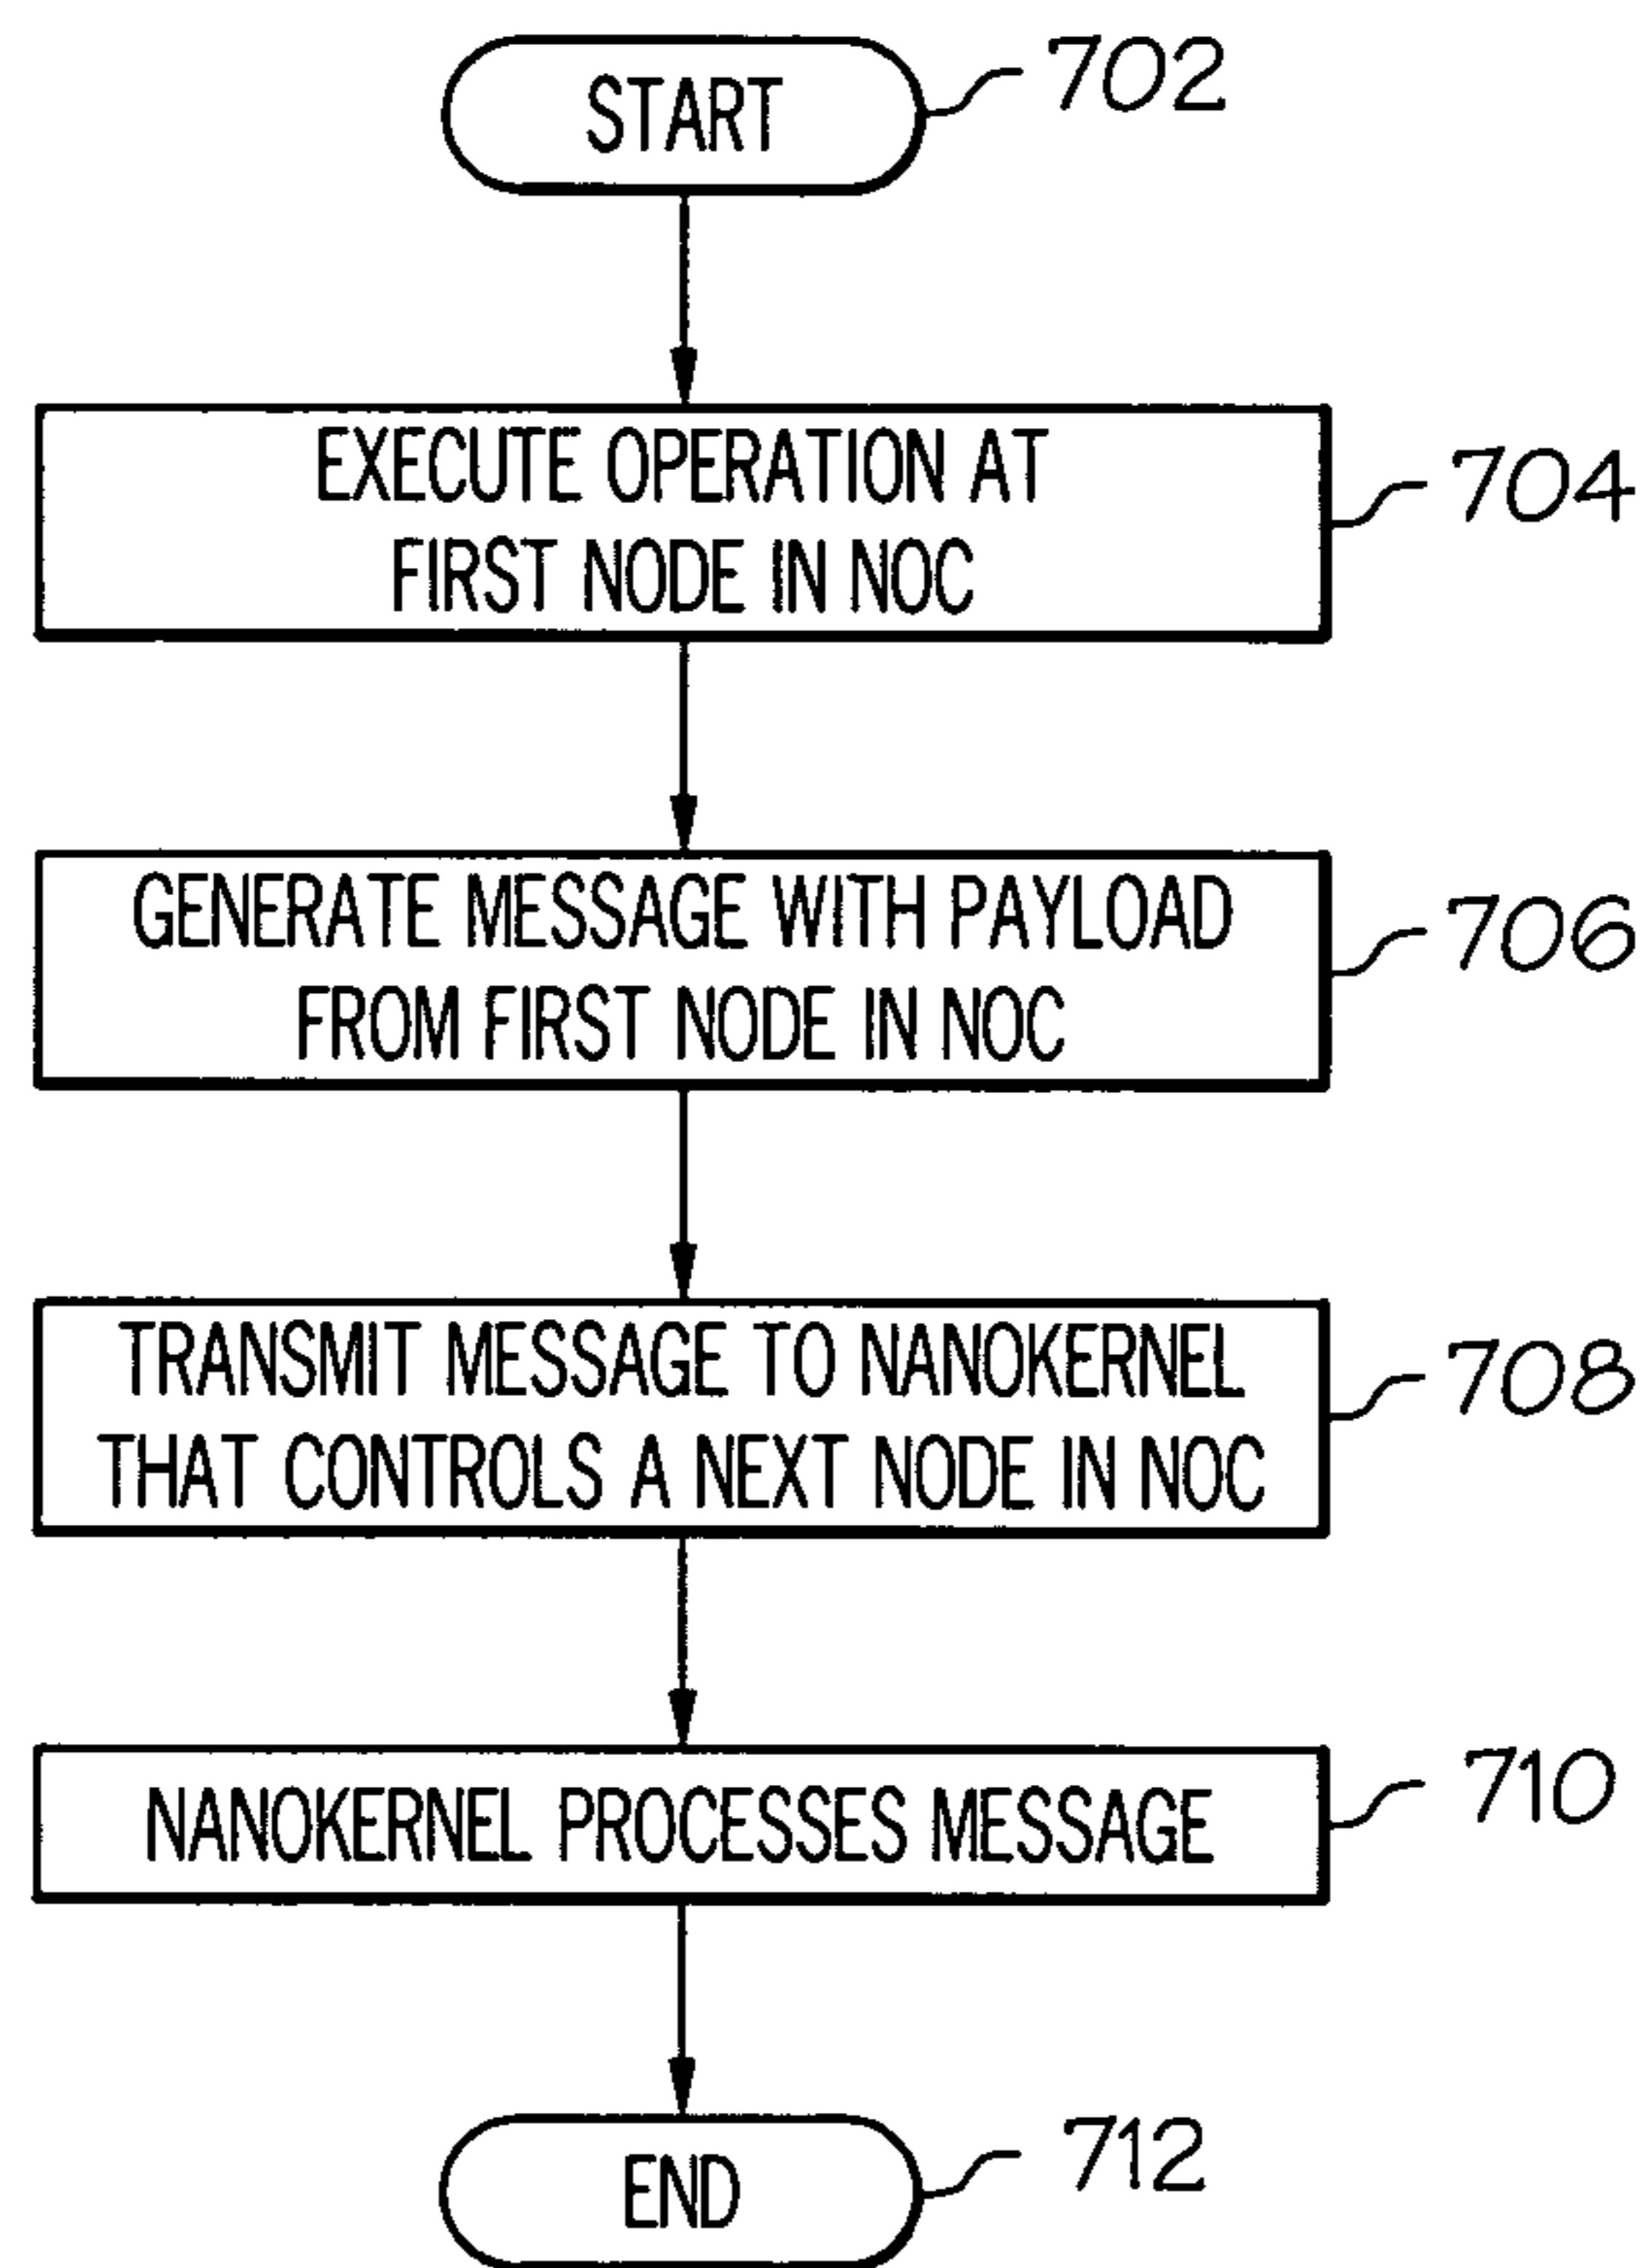 START
702
EXECUTE OPERATION AT
FIRST NODE IN NOC
704
GENERATE MESSAGE WITH PAYLOAD
FROM FIRST NODE IN NOC
706
TRANSMIT MESSAGE TO NANOKERNEL
THAT CONTROLS A NEXT NODE IN NOC
708
NANOKERNEL PROCESSES MESSAGE
710
END
712